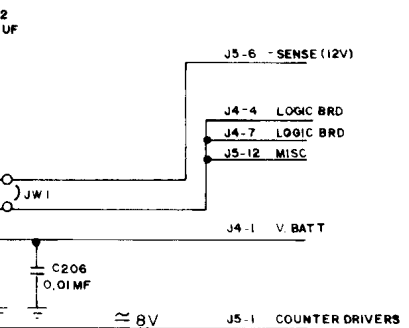 2
UF
J5-6 -SENSE (12V)
J4-4 LOGIC BRD
J4-7 LOGIC BRD
J5-12 MISC
JW1
J4-1 V. BATT
C206
0.01MF
≃ 8V J5-1 COUNTER DRIVERS